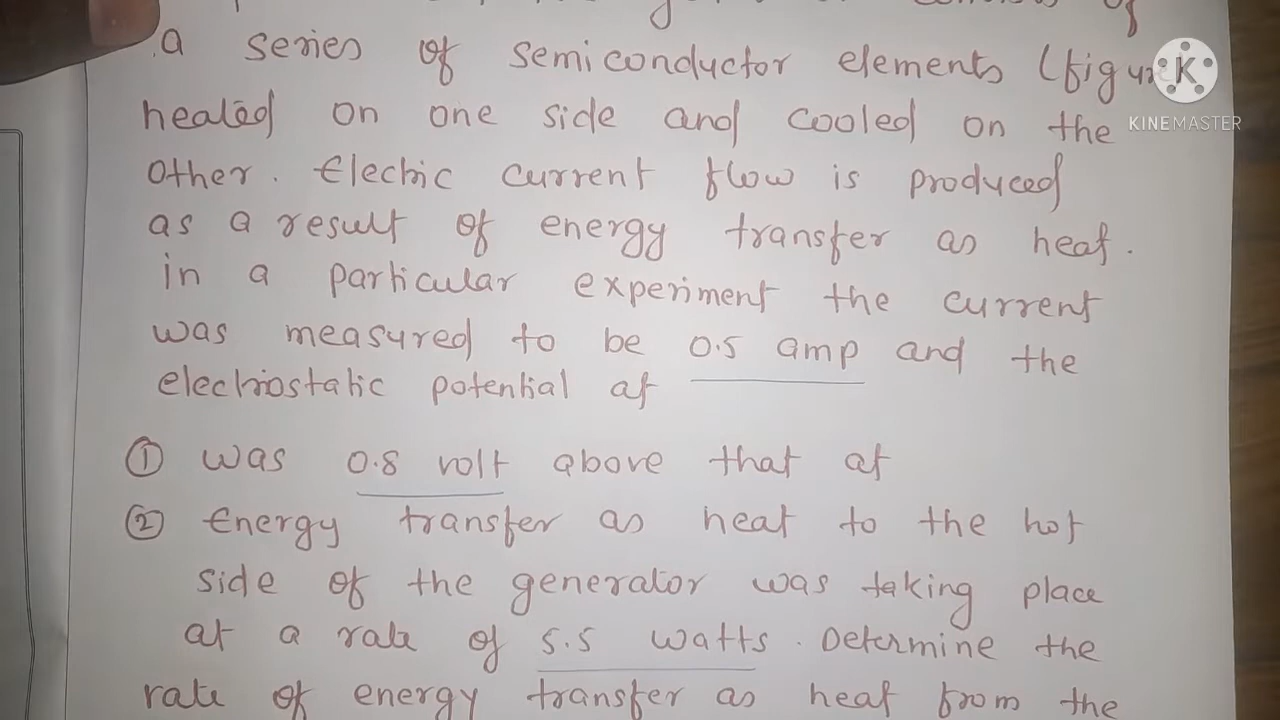 a series of semiconductor elements (figure
heated on one side and cooled on the
Other. Electric current flow is produced
as a result of energy transfer as heat.
in a particular experiment the current
was measured to be 0.5 amp and the
electrostatic potential at
① was 0.8 volt above that at
② Energy transfer as heat to the hot
side of the generator was taking place
at a rate of 5.5 watts. Determine the
rate of energy transfer as heat from the
K
KINEMASTER